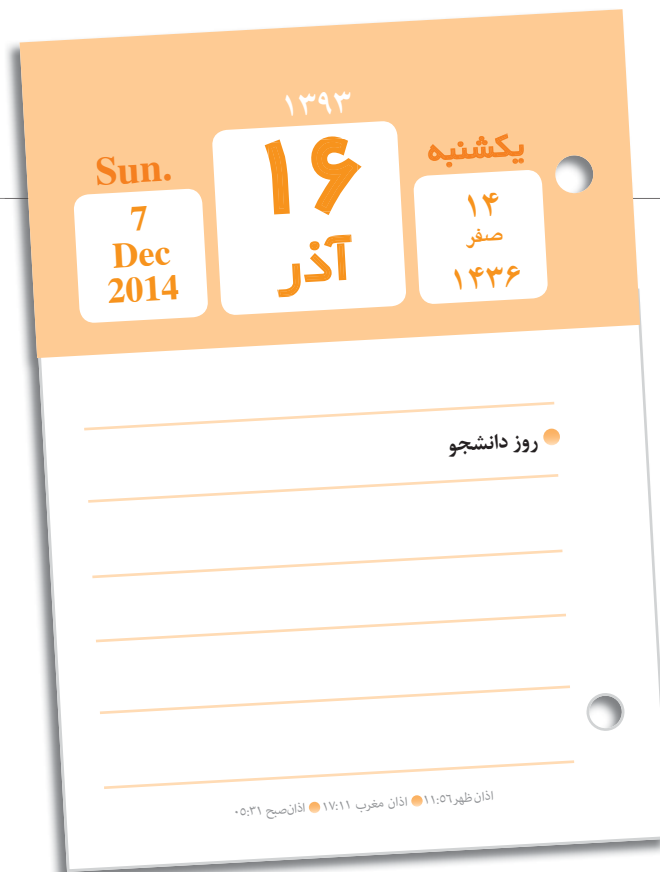 ۱۳۹۳
یکشنبه
۱۴
صفر
۱۴۳۶
۱۶
آذر
Sun.
7
Dec
2014
روز دانشجو
اذان ظهر ۱۱:۵۶ اذان مغرب ۱۷:۱۱ اذان صبح ۰۵:۳۱